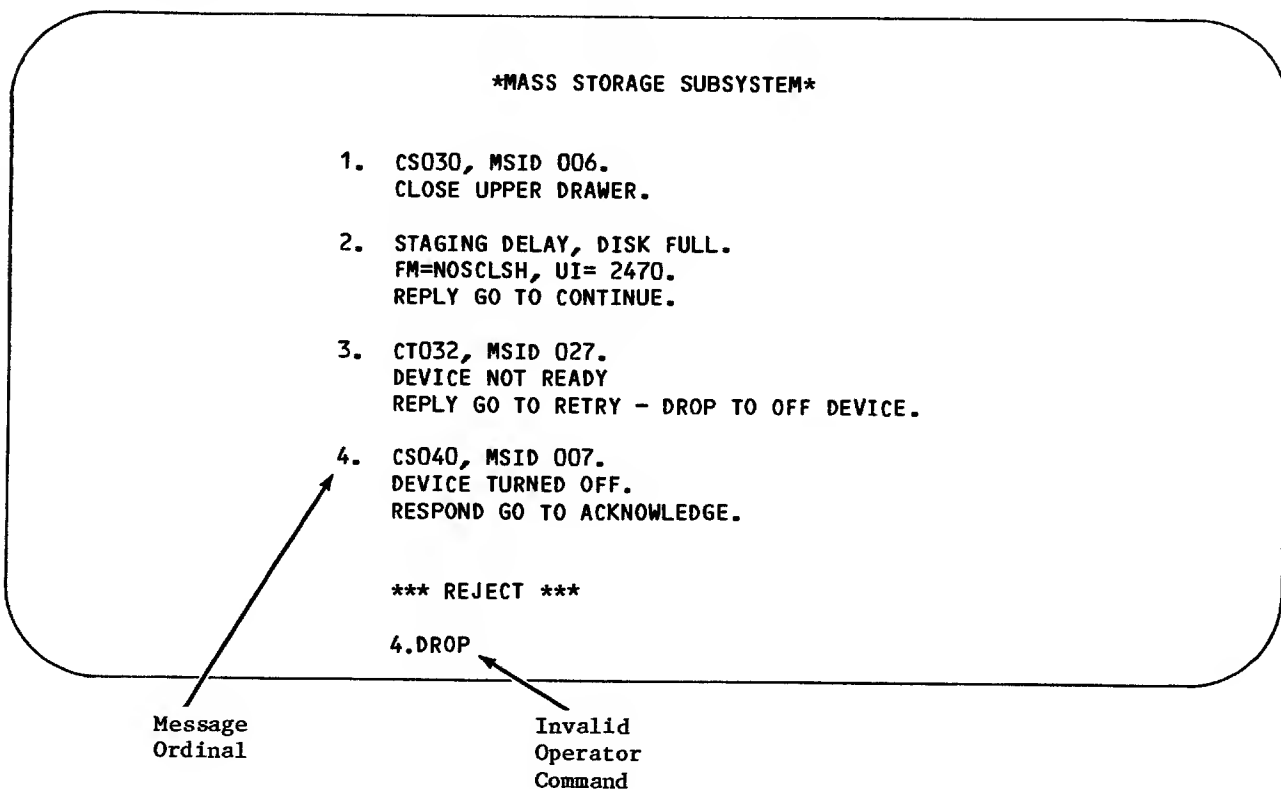 *MASS STORAGE SUBSYSTEM*
1. CS030, MSID 006.
CLOSE UPPER DRAWER.
2. STAGING DELAY, DISK FULL.
FM=NOSCLSH, UI= 2470.
REPLY GO TO CONTINUE.
3. CT032, MSID 027.
DEVICE NOT READY
REPLY GO TO RETRY - DROP TO OFF DEVICE.
4. CS040, MSID 007.
DEVICE TURNED OFF.
RESPOND GO TO ACKNOWLEDGE.
*** REJECT ***
4.DROP
Message
Ordinal
Invalid
Operator
Command